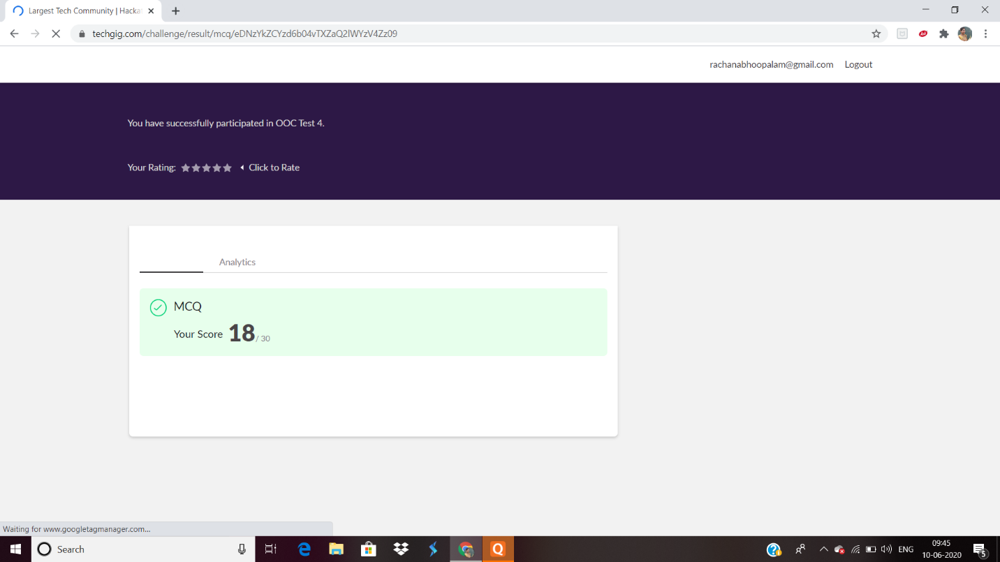 Largest Tech Community | Hacka
techgig.com/challenge/result/mcq/eDNzYkZCYzd6b04vTXZaQ2lWYzV4Zz09
rachanabhoopalam@gmail.com Logout
You have successfully participated in OOC Test 4.
Your Rating: Click to Rate
Analytics
MCQ
Your Score 18 / 30
Waiting for www.googletagmanager.com...
Search
ENG
09:45
10-06-2020
5